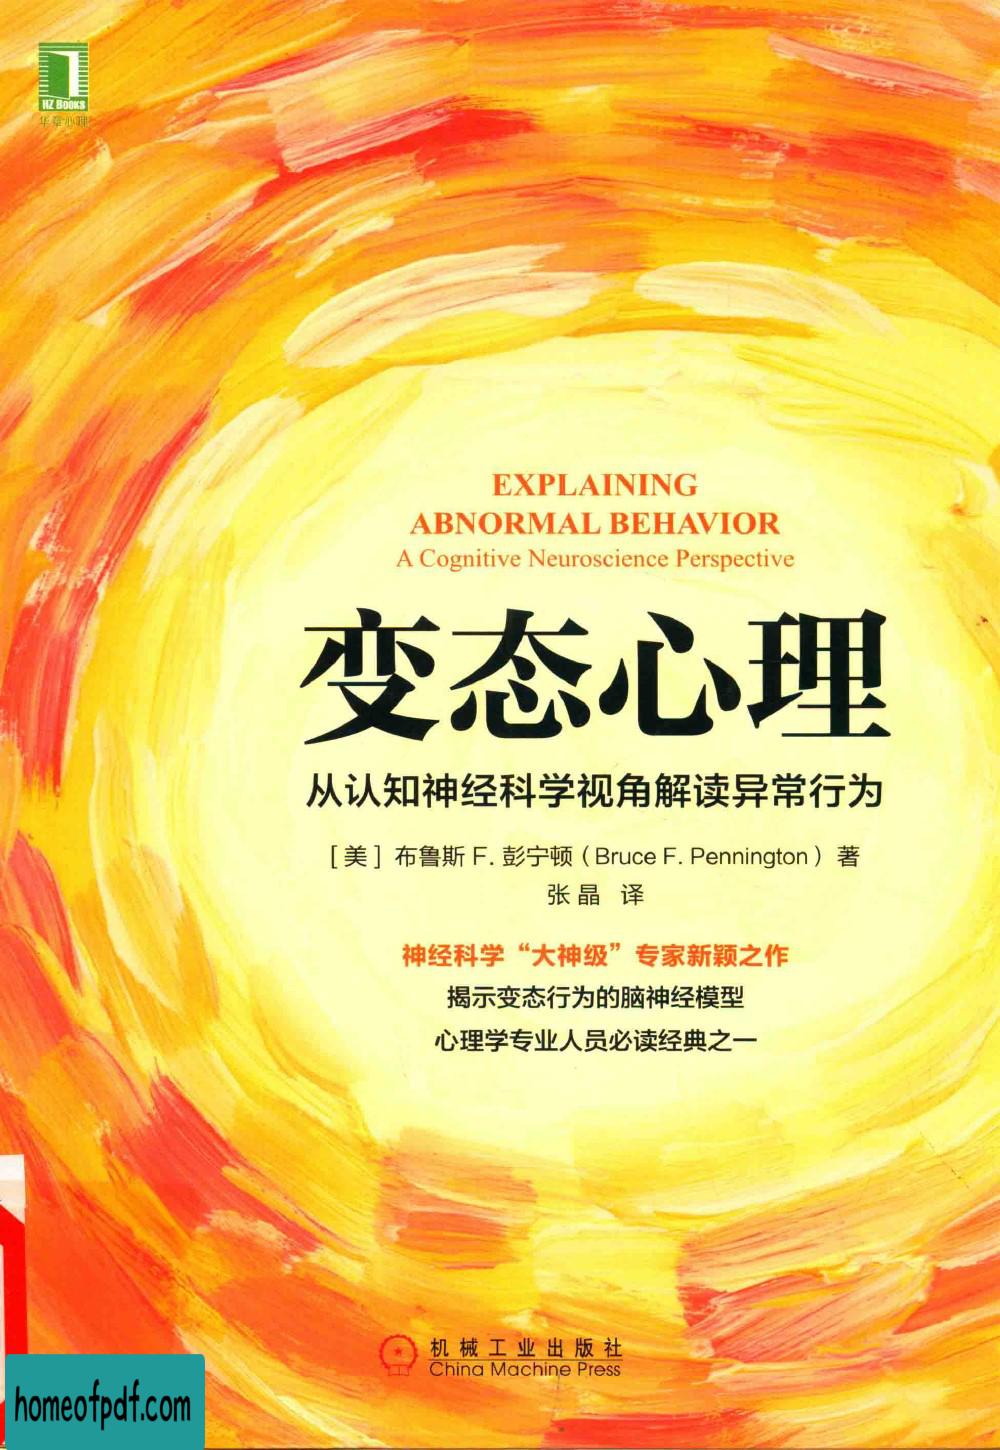 HZ BOOKS
华章心理
EXPLAINING
ABNORMAL BEHAVIOR
A Cognitive Neuroscience Perspective
变态心理
从认知神经科学视角解读异常行为
[美] 布鲁斯 F. 彭宁顿（Bruce F. Pennington）著
张晶 译
神经科学“大神级”专家新颖之作
揭示变态行为的脑神经模型
心理学专业人员必读经典之一
机械工业出版社
China Machine Press
homeofpdf.com